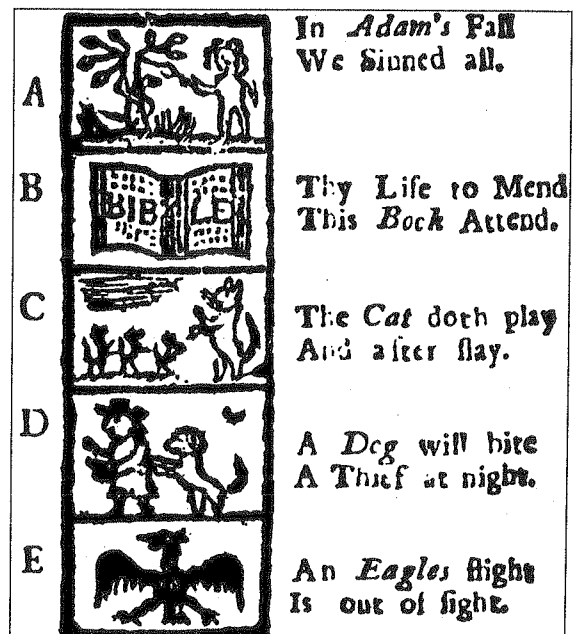 A
In Adam's Fall
We Sinned all.
B
BIBLE
Thy Life to Mend
This Book Attend.
C
The Cat doth play
And after slay.
D
A Dog will bite
A Thief at night.
E
An Eagles flight
Is out of sight.